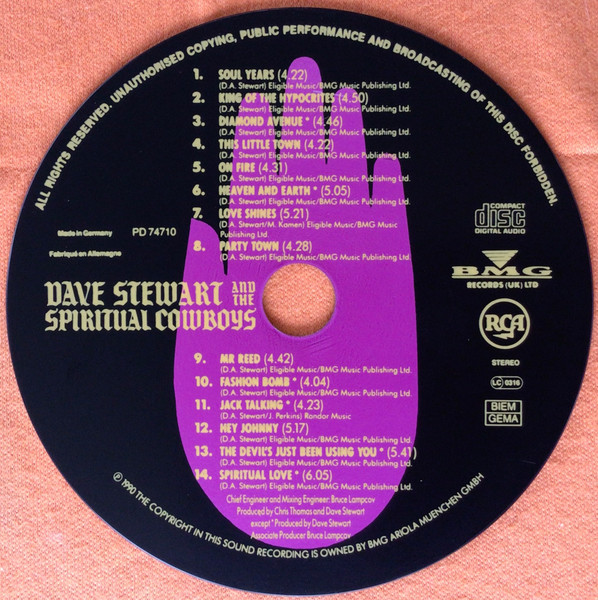 ALL RIGHTS RESERVED. UNAUTHORISED COPYING, PUBLIC PERFORMANCE AND BROADCASTING OF THIS DISC FORBIDDEN.
1. SOUL YEARS (4.22)
(D.A. Stewart) Eligible Music/BMG Music Publishing Ltd.
2. KING OF THE HYPOCRITES (4.50)
(D.A. Stewart) Eligible Music/BMG Music Publishing Ltd.
3. DIAMOND AVENUE * (4.46)
(D.A. Stewart) Eligible Music/BMG Music Publishing Ltd.
4. THIS LITTLE TOWN (4.22)
(D.A. Stewart) Eligible Music/BMG Music Publishing Ltd.
5. ON FIRE (4.31)
(D.A. Stewart) Eligible Music/BMG Music Publishing Ltd.
6. HEAVEN AND EARTH * (5.05)
(D.A. Stewart) Eligible Music/BMG Music Publishing Ltd.
7. LOVE SHINES (5.21)
(D.A. Stewart/M. Kamen) Eligible Music/BMG Music
Publishing Ltd.
8. PARTY TOWN (4.28)
(D.A. Stewart) Eligible Music/BMG Music Publishing Ltd.
Made in Germany
PD 74710
Fabriqué en Allemagne
COMPACT
disc
DIGITAL AUDIO
BMG
RECORDS (UK) LTD
RCA
STEREO
LC 0316
BIEM
GEMA
DAVE STEWART AND THE
SPIRITUAL COWBOYS
9. MR REED (4.42)
(D.A. Stewart) Eligible Music/BMG Music Publishing Ltd.
10. FASHION BOMB * (4.04)
(D.A. Stewart) Eligible Music/BMG Music Publishing Ltd.
11. JACK TALKING * (4.23)
(D.A. Stewart/J. Perkins) Rondor Music
12. HEY JOHNNY (5.17)
(D.A. Stewart) Eligible Music/BMG Music Publishing Ltd.
13. THE DEVIL'S JUST BEEN USING YOU * (5.41)
(D.A. Stewart) Eligible Music/BMG Music Publishing Ltd.
14. SPIRITUAL LOVE * (6.05)
(D.A. Stewart) Eligible Music/BMG Music Publishing Ltd.
Chief Engineer and Mixing Engineer: Bruce Lampcov
Produced by Chris Thomas and Dave Stewart
except * Produced by Dave Stewart
Associate Producer Bruce Lampcov
℗ 1990 THE COPYRIGHT IN THIS SOUND RECORDING IS OWNED BY BMG ARIOLA MUENCHEN GMBH